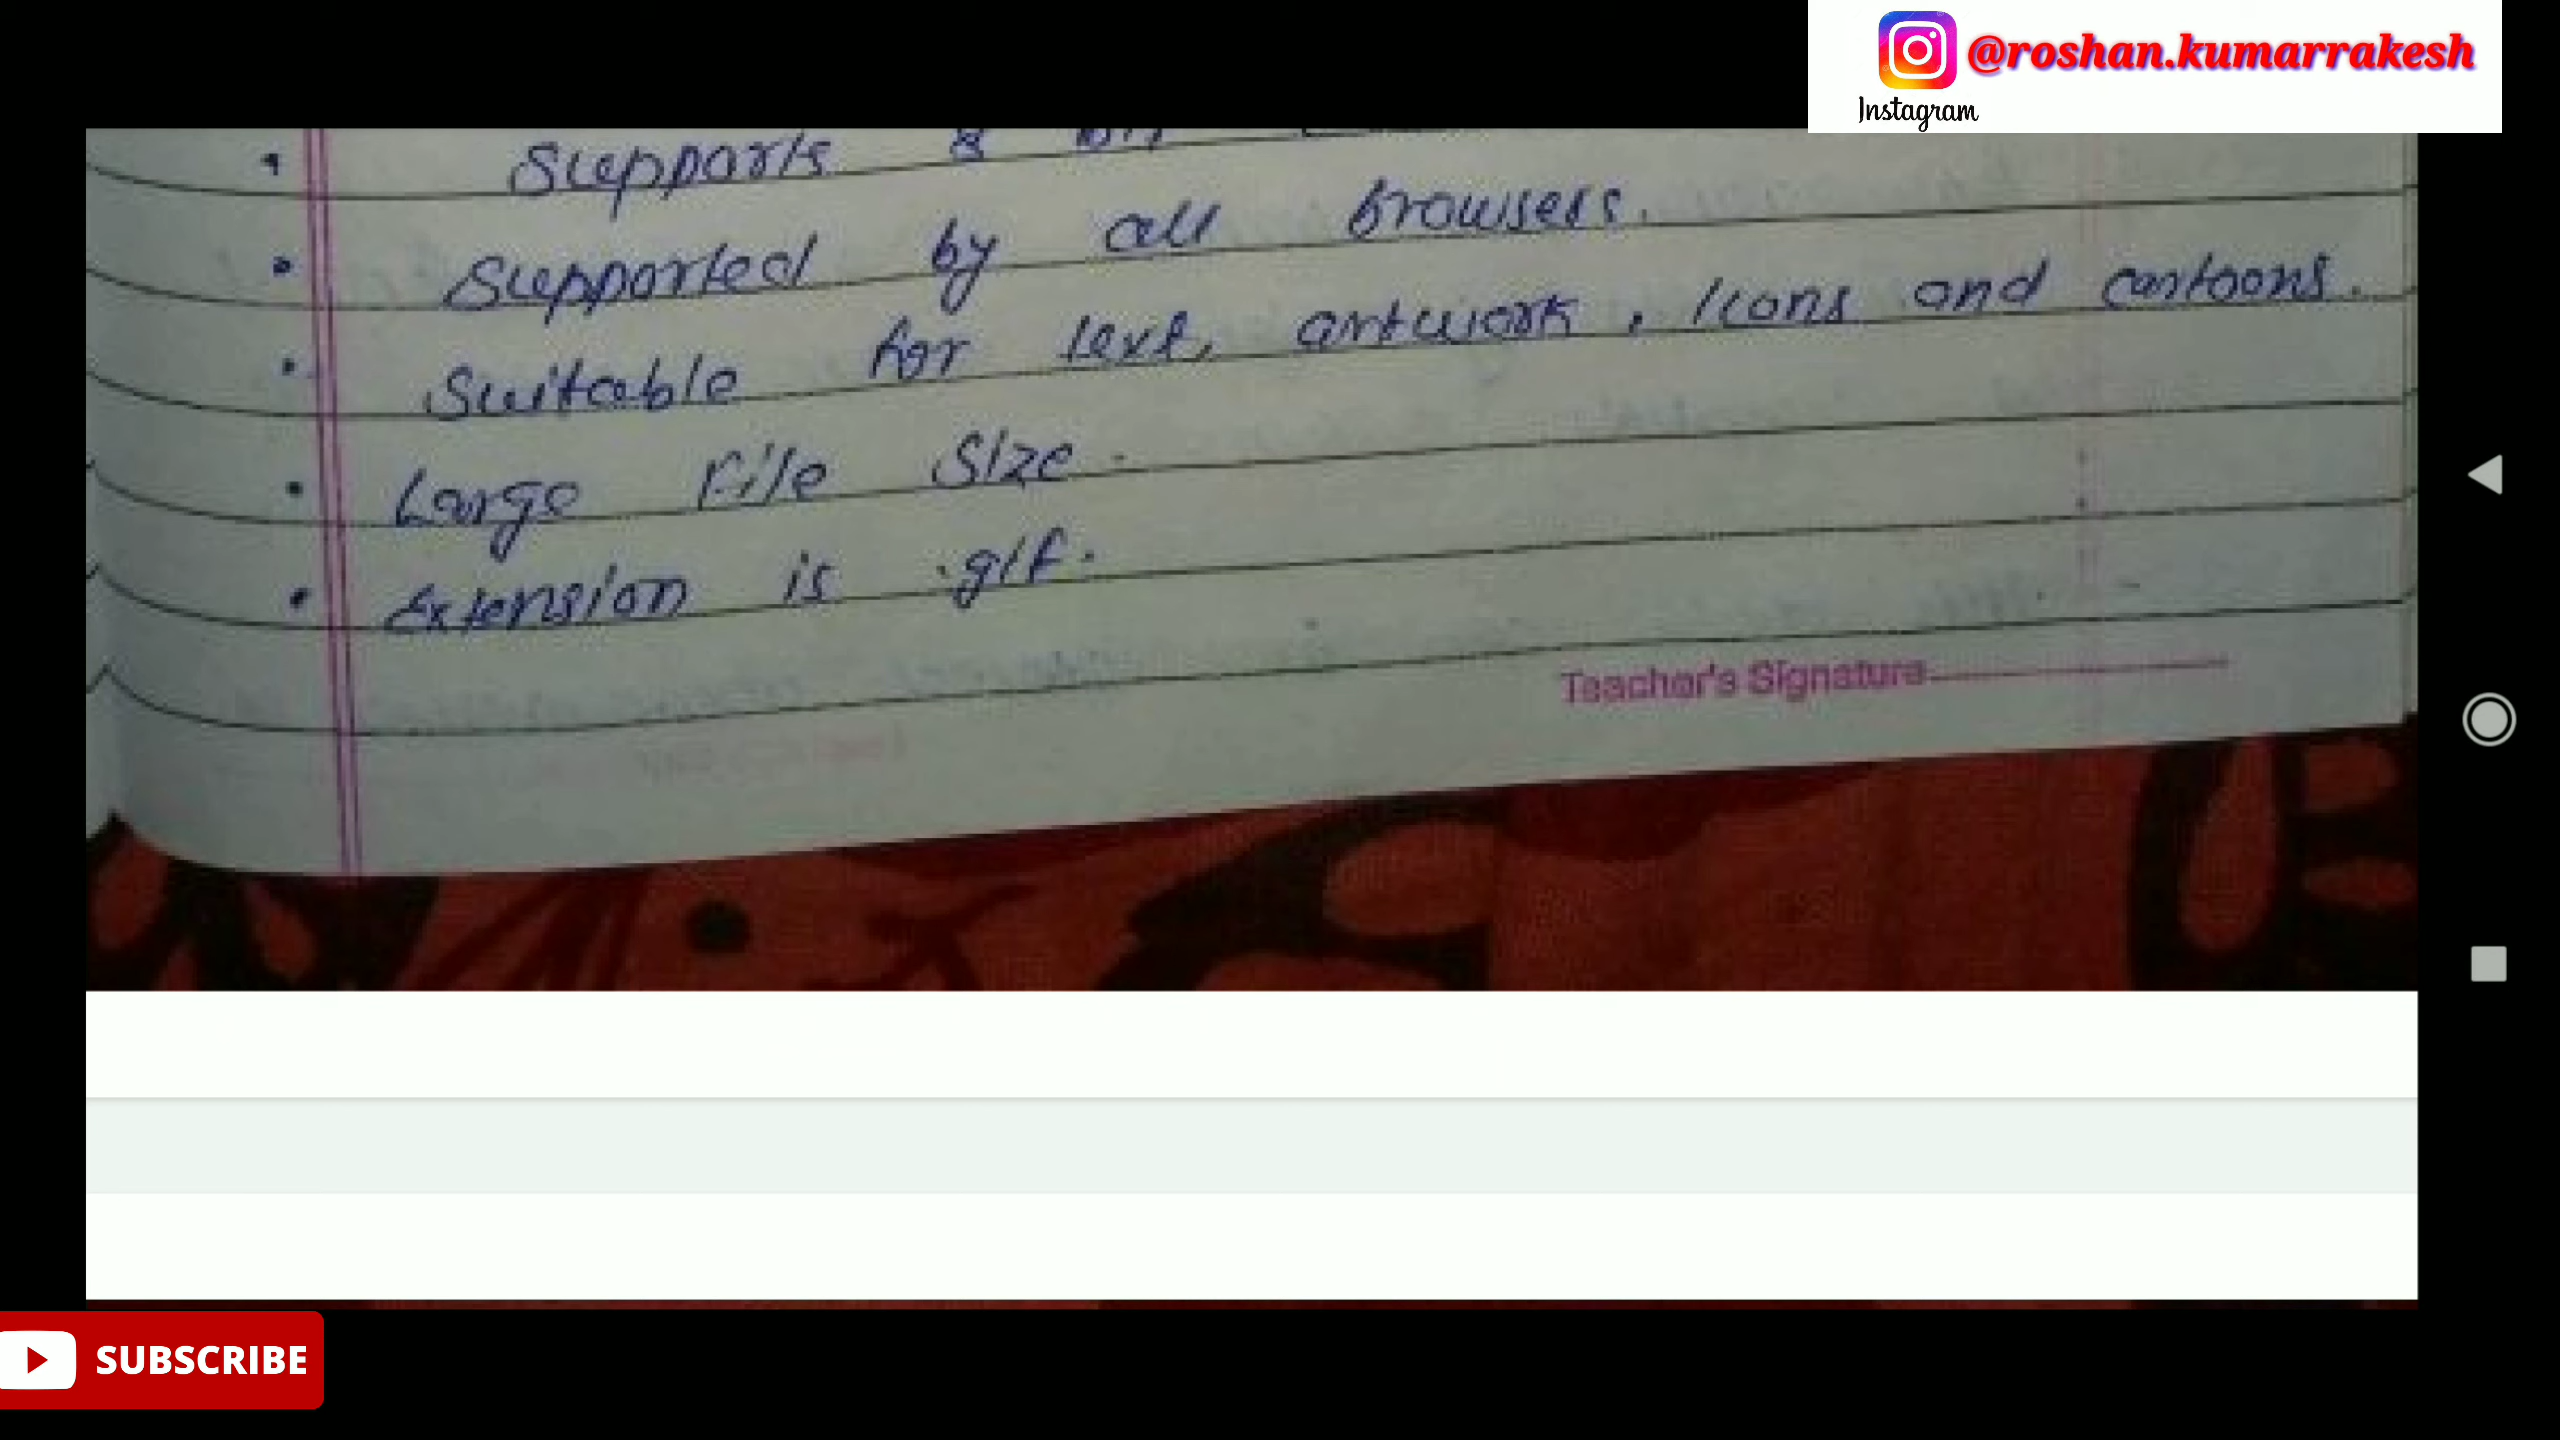 @roshan.kumarrakesh
Instagram
• Supports 8
• Supported by all browsers.
• Suitable for text, artwork, Icons and cartoons.
• Large File Size.
• Extension is .gif.
Teacher's Signature
SUBSCRIBE